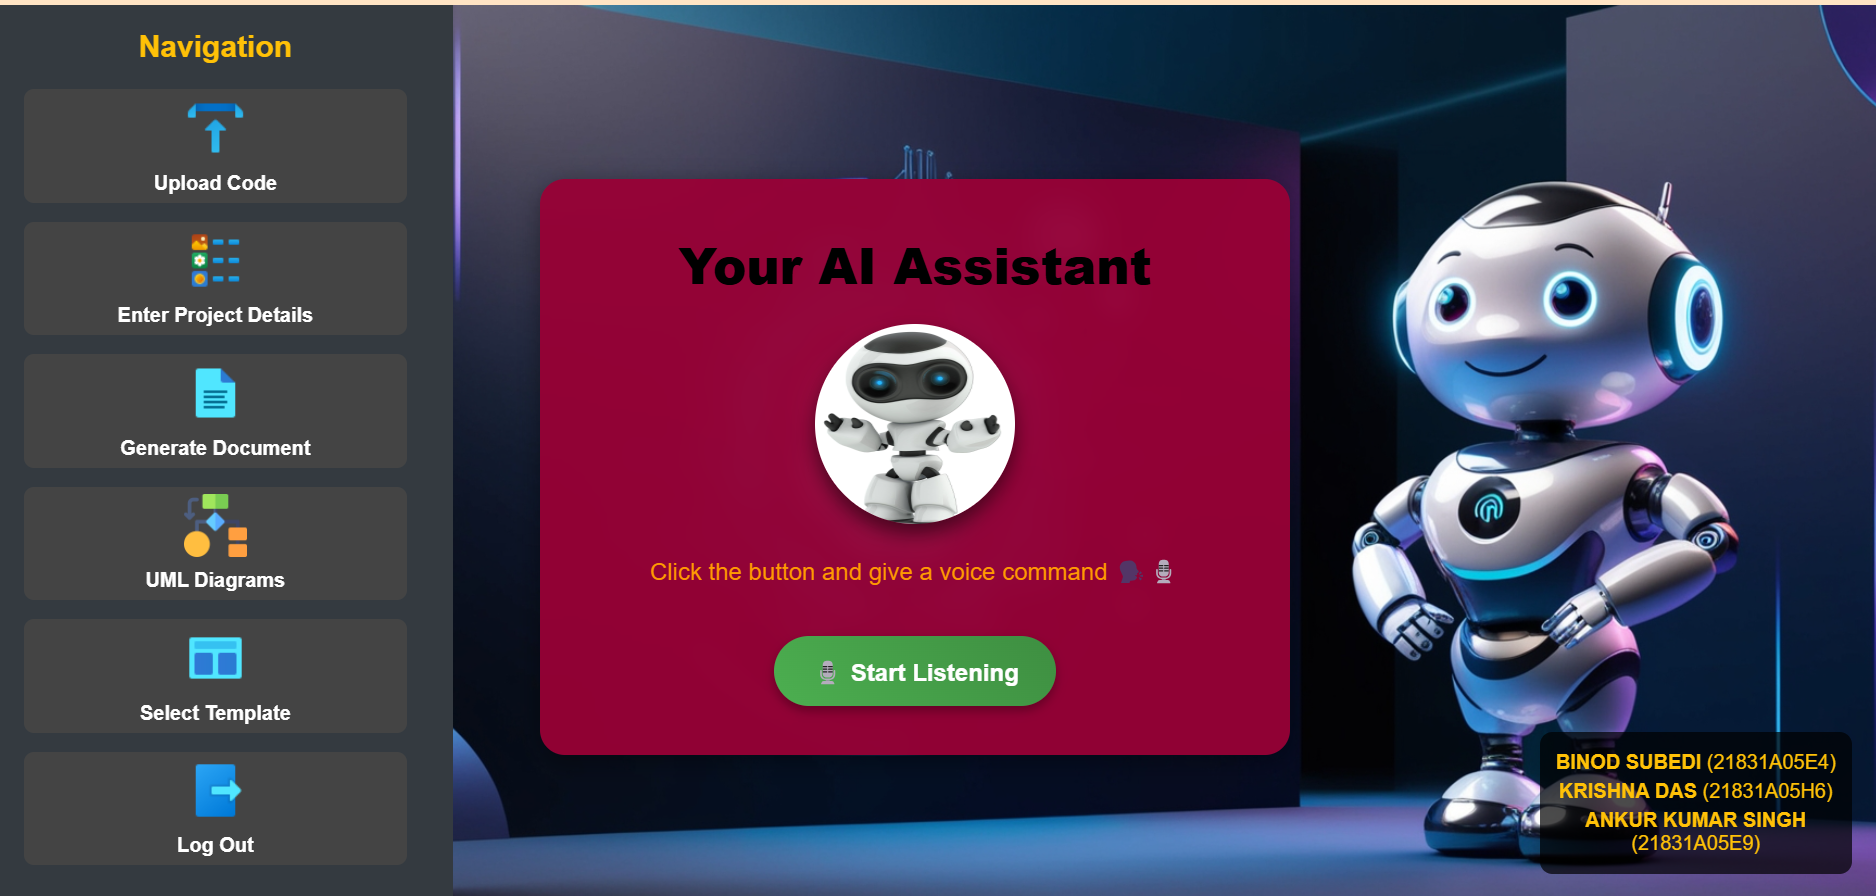 Navigation
Upload Code
Enter Project Details
Generate Document
UML Diagrams
Select Template
Log Out
Your AI Assistant
Click the button and give a voice command
Start Listening
BINOD SUBEDI (21831A05E4)
KRISHNA DAS (21831A05H6)
ANKUR KUMAR SINGH
(21831A05E9)